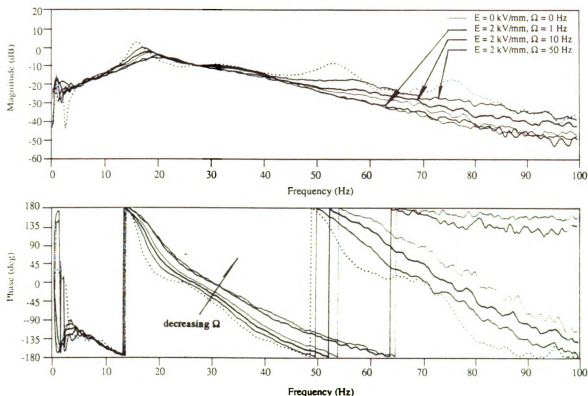 E = 0 kV/mm, Ω = 0 Hz
E = 2 kV/mm, Ω = 1 Hz
E = 2 kV/mm, Ω = 10 Hz
E = 2 kV/mm, Ω = 50 Hz
Magnitude (dB)
20
10
0
-10
-20
-30
-40
-50
-60
0 10 20 30 40 50 60 70 80 90 100
Frequency (Hz)
Phase (deg)
180
135
90
45
0
-45
-90
-135
-180
decreasing Ω
0 10 20 30 40 50 60 70 80 90 100
Frequency (Hz)